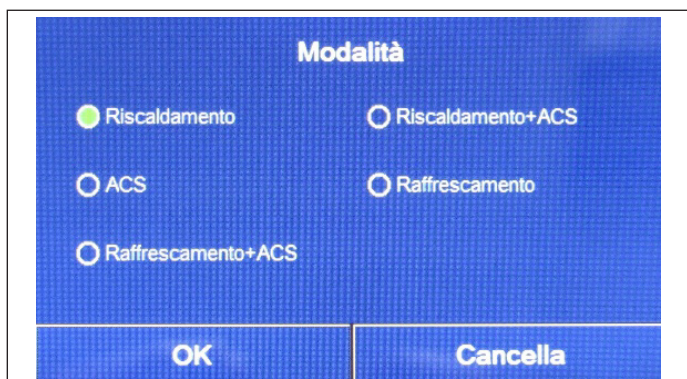 Modalità
Riscaldamento
Riscaldamento+ACS
ACS
Raffrescamento
Raffrescamento+ACS
OK
Cancella